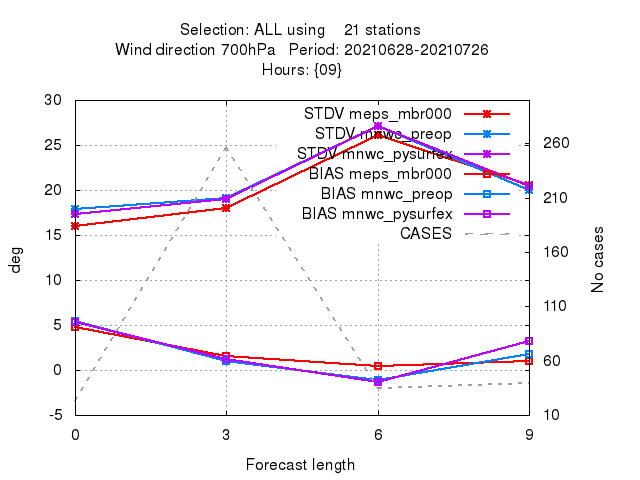 Selection: ALL using 21 stations
Wind direction 700hPa Period: 20210628-20210726
Hours: {09}
30
25
20
15
10
5
0
-5
deg
STDV meps_mbr000
STDV mnwc_preop
STDV mnwc_pysurfex
BIAS meps_mbr000
BIAS mnwc_preop
BIAS mnwc_pysurfex
CASES
260
210
160
110
60
10
No cases
0 3 6 9
Forecast length